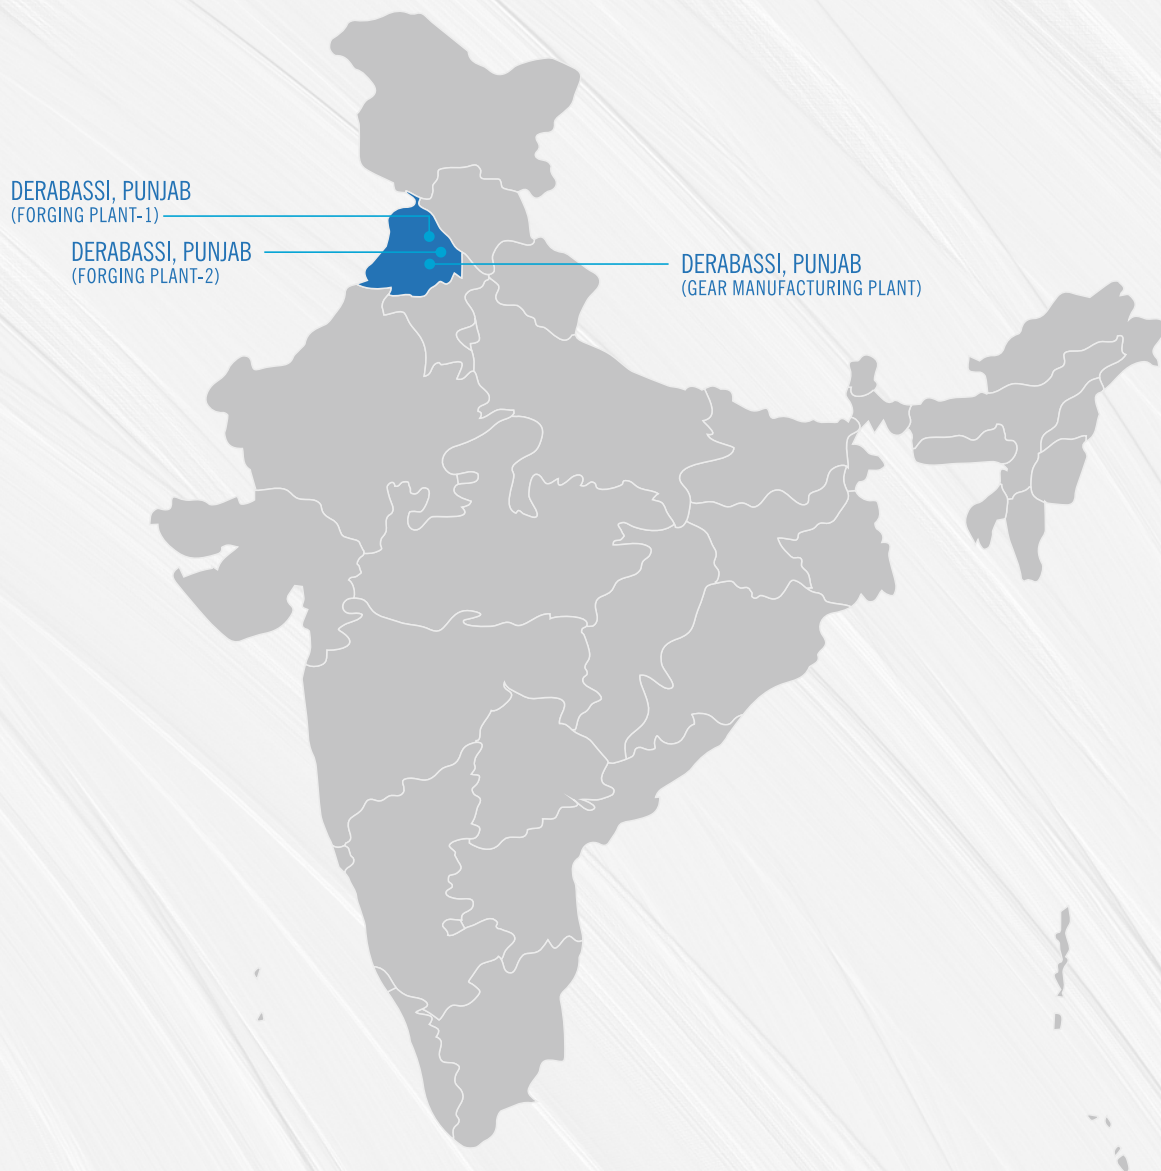 DERABASSI, PUNJAB
(FORGING PLANT-1)
DERABASSI, PUNJAB
(FORGING PLANT-2)
DERABASSI, PUNJAB
(GEAR MANUFACTURING PLANT)